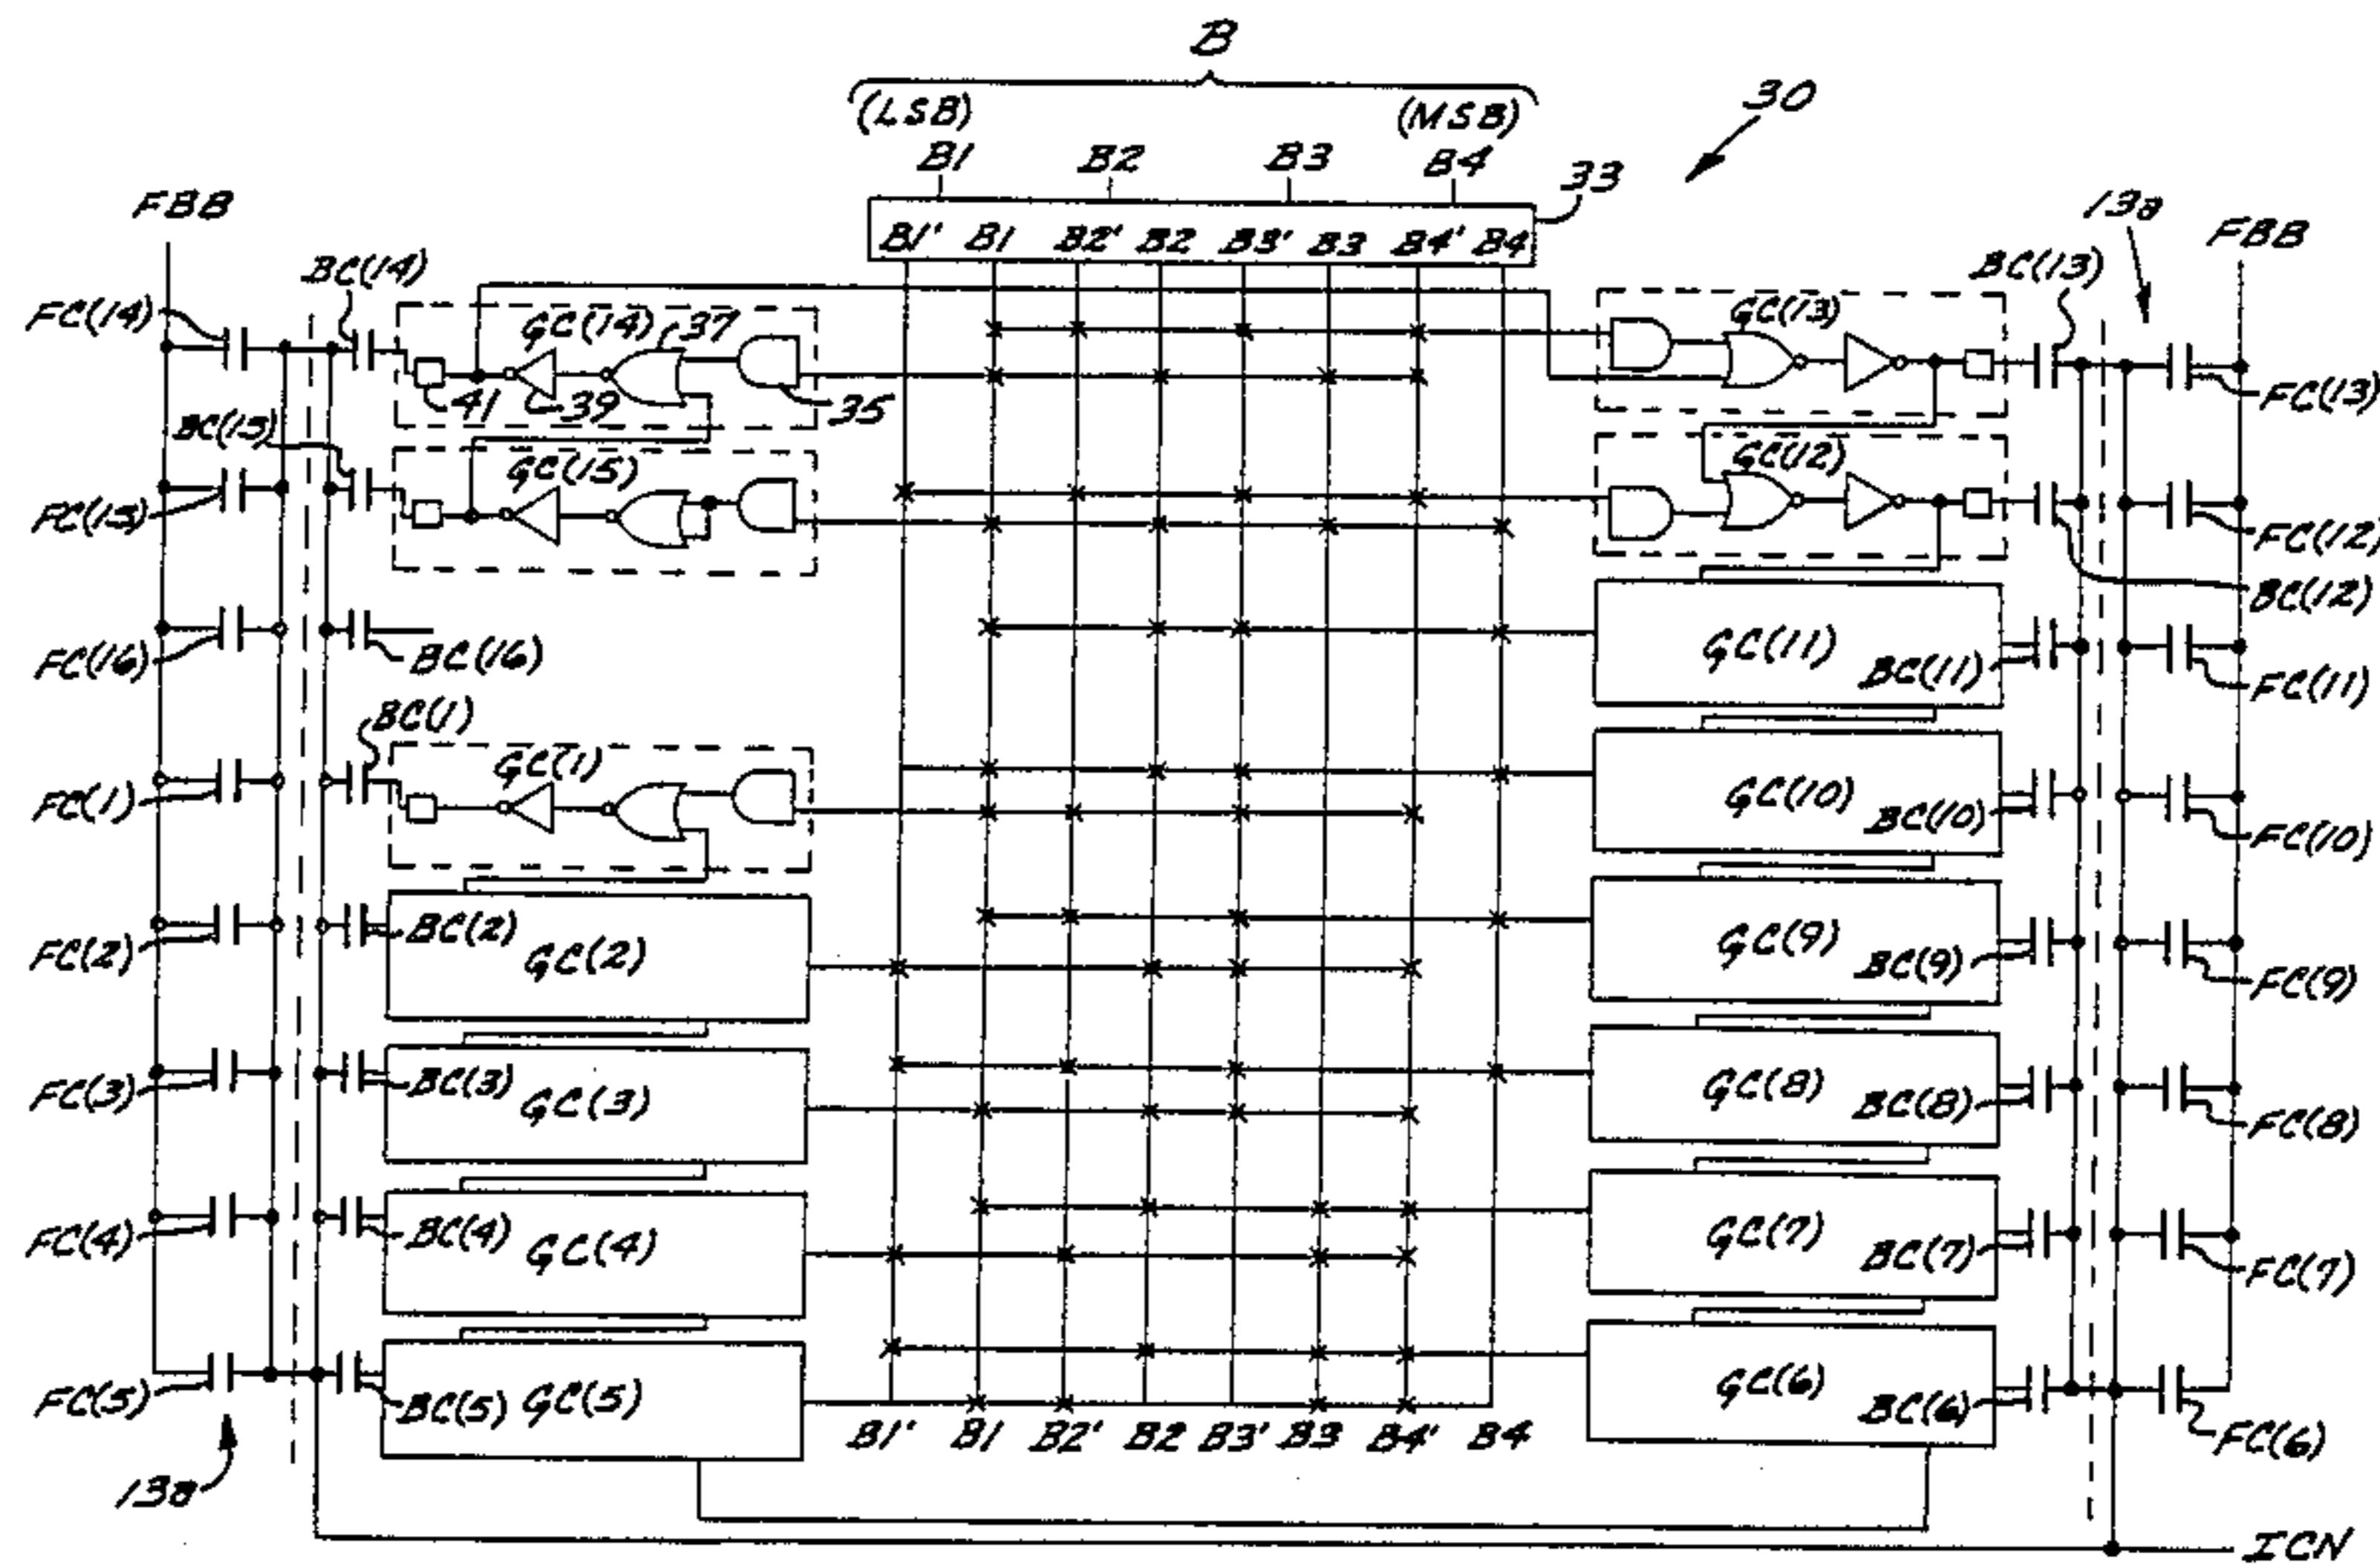 B
(LSB) (MSB)
B1 B2 B3 B4
30
33
B1' B1 B2' B2 B3' B3 B4' B4
FBB
13a
FBB
BC(14)
BC(13)
FC(14)
GC(14)
37
GC(13)
41
39
35
FC(13)
BC(15)
GC(15)
GC(12)
FC(15)
FC(12)
BC(12)
FC(16)
BC(16)
GC(11)
BC(11)
FC(11)
BC(1)
GC(1)
FC(1)
GC(10)
BC(10)
FC(10)
FC(2)
BC(2)
GC(2)
GC(9)
BC(9)
FC(9)
FC(3)
BC(3)
GC(3)
GC(8)
BC(8)
FC(8)
FC(4)
BC(4)
GC(4)
GC(7)
BC(7)
FC(7)
FC(5)
BC(5)
GC(5)
GC(6)
BC(6)
FC(6)
B1' B1 B2' B2 B3' B3 B4' B4
13a
ICN